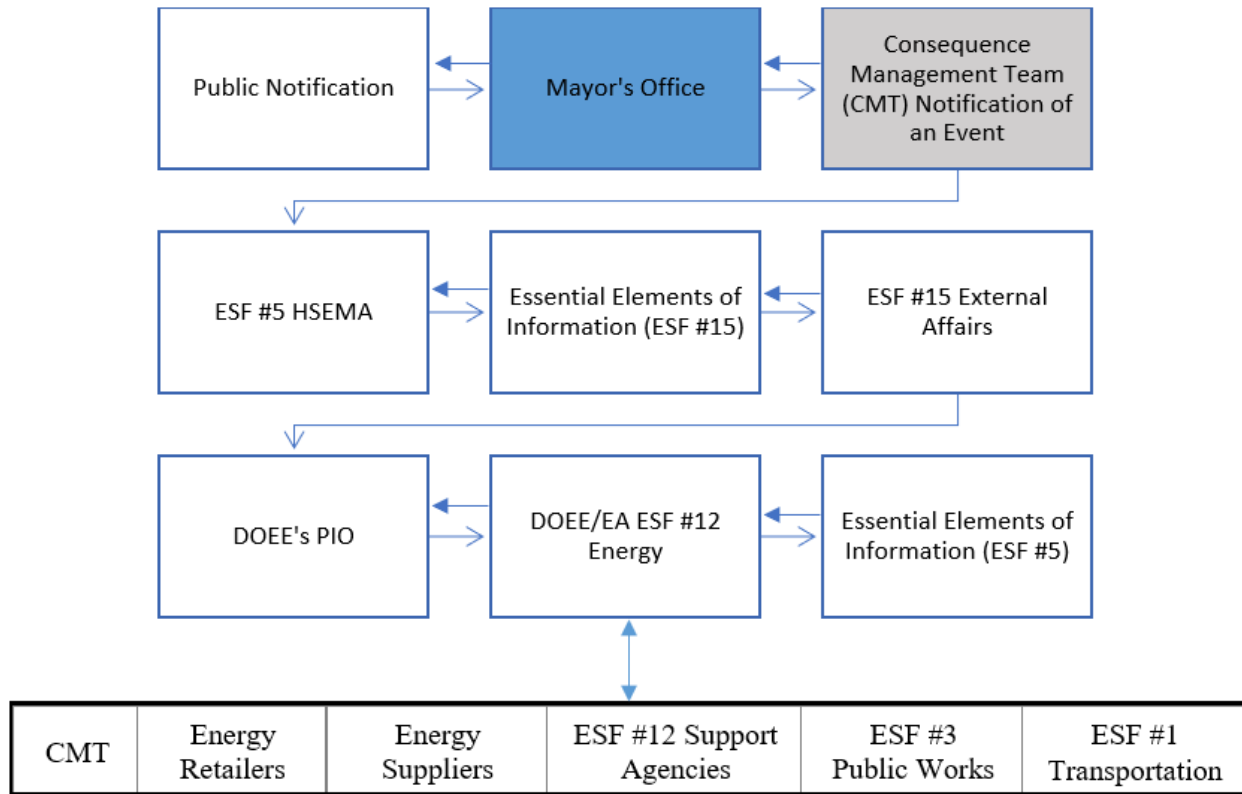 Public Notification
Mayor's Office
Consequence
Management Team
(CMT) Notification of
an Event
ESF #5 HSEMA
Essential Elements of
Information (ESF #15)
ESF #15 External
Affairs
DOEE's PIO
DOEE/EA ESF #12
Energy
Essential Elements of
Information (ESF #5)
CMT
Energy
Retailers
Energy
Suppliers
ESF #12 Support
Agencies
ESF #3
Public Works
ESF #1
Transportation